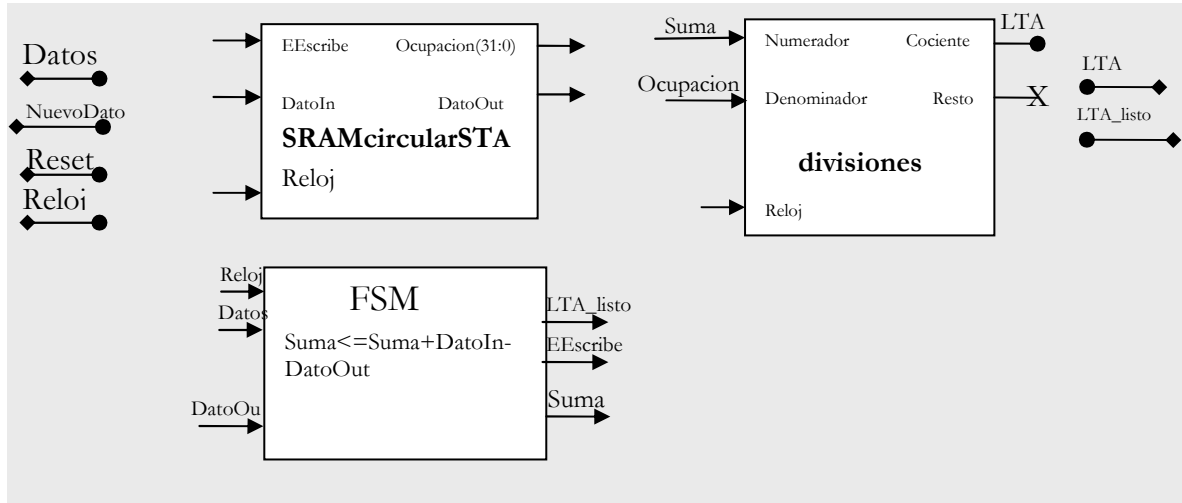 Datos
NuevoDato
Reset
Reloj
EEscribe
Ocupacion(31:0)
DatoIn
DatoOut
SRAMcircularSTA
Reloj
Suma
Ocupacion
Numerador
Cociente
Denominador
Resto
divisiones
Reloj
LTA
X
LTA
LTA_listo
Reloj
Datos
DatoOu
FSM
Suma<=Suma+DatoIn-
DatoOut
LTA_listo
EEscribe
Suma